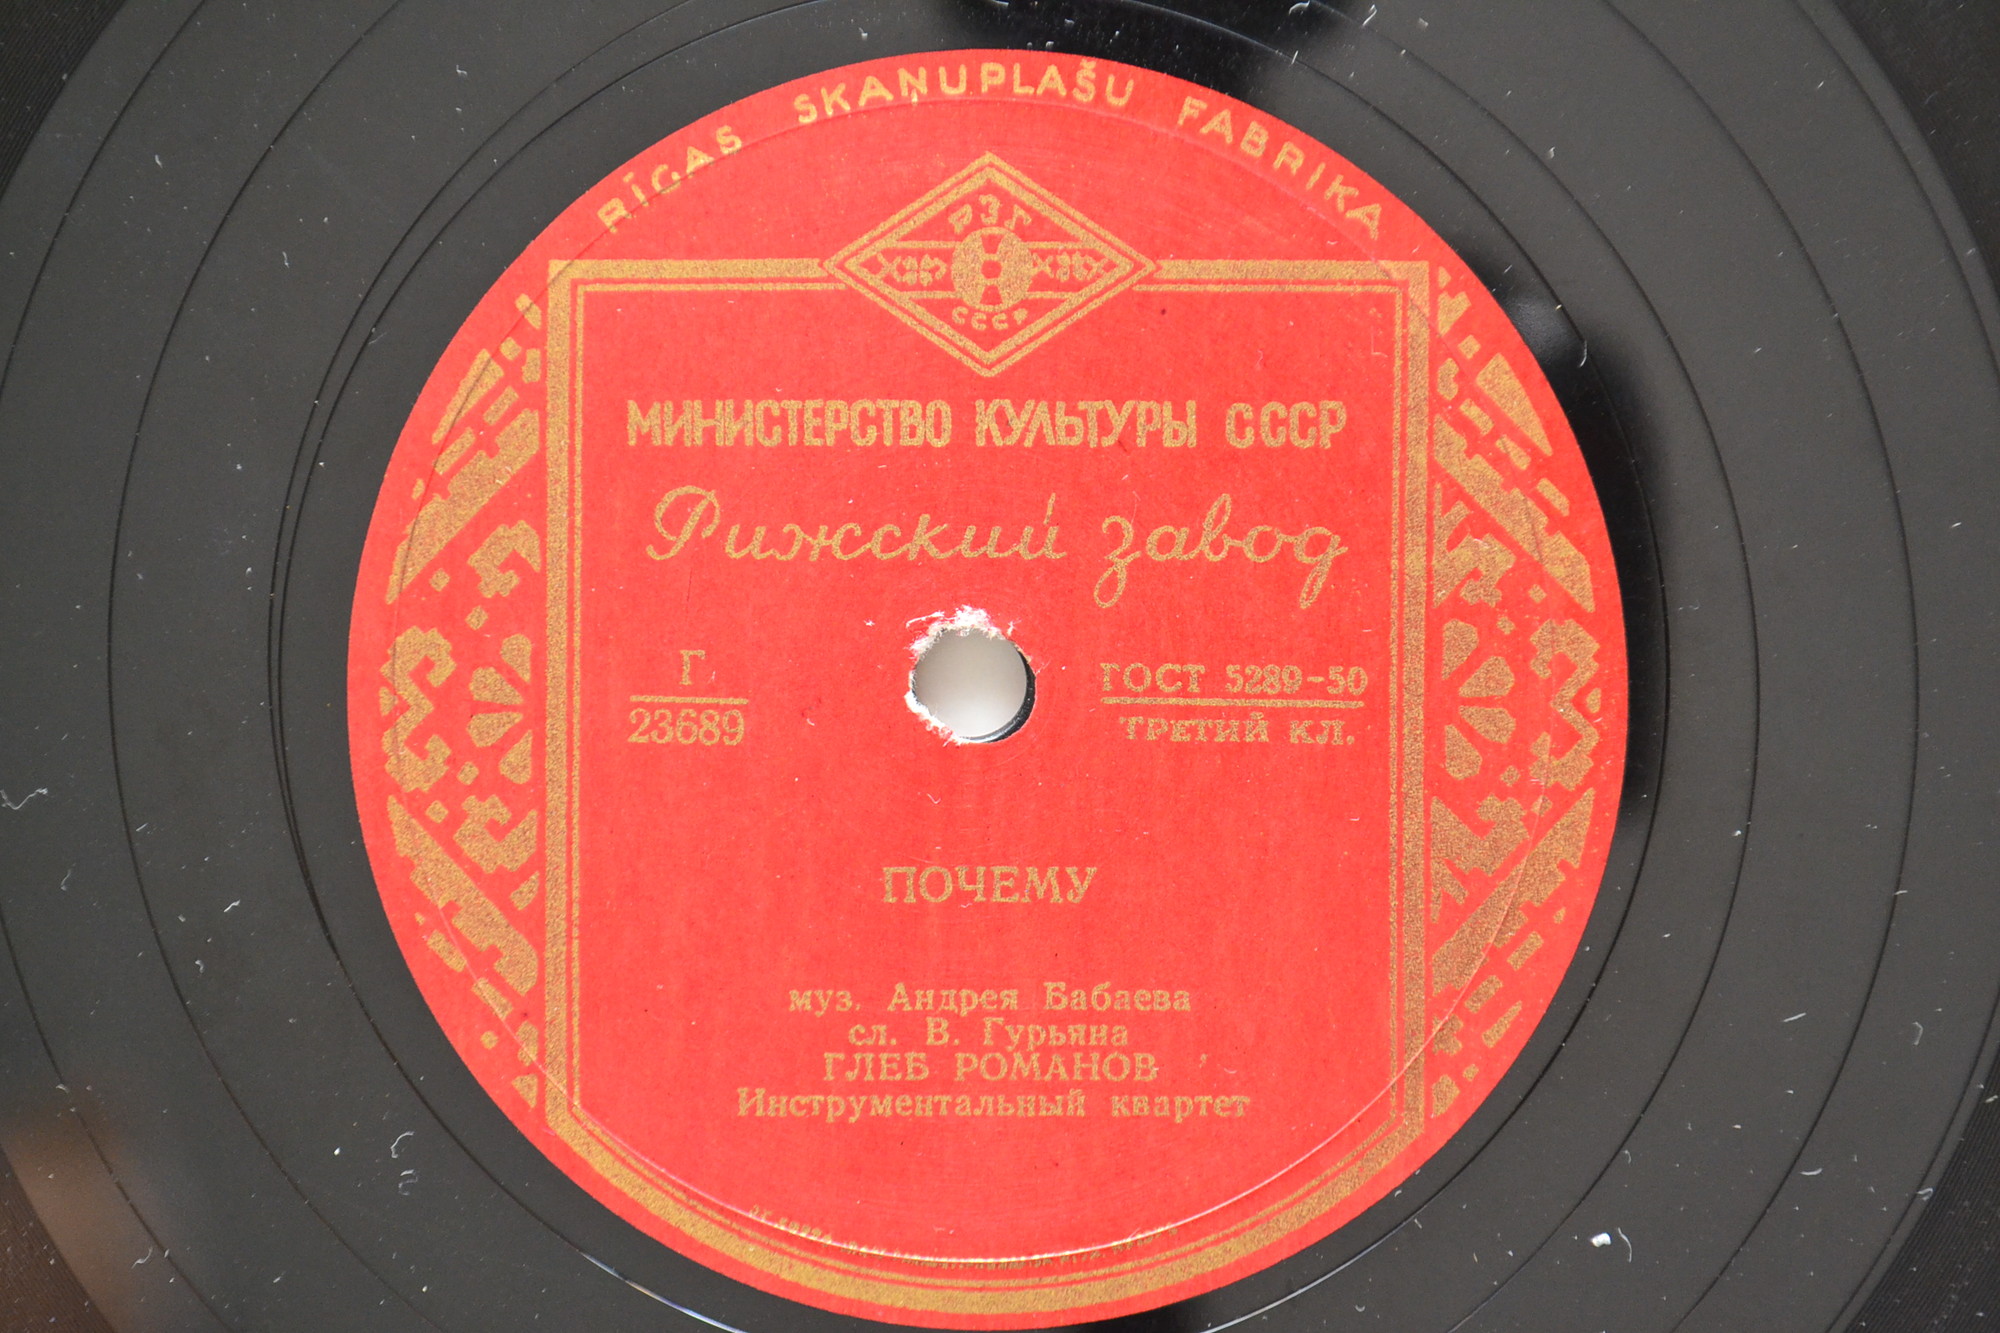 RĪGAS SKAŅUPLAŠU FABRIKA
РЗГ
СССР
МИНИСТЕРСТВО КУЛЬТУРЫ СССР
Рижский завод
Г
23689
ГОСТ 5289-50
ТРЕТИЙ КЛ.
ПОЧЕМУ
муз. Андрея Бабаева
сл. В. Гурьяна
ГЛЕБ РОМАНОВ
Инструментальный квартет